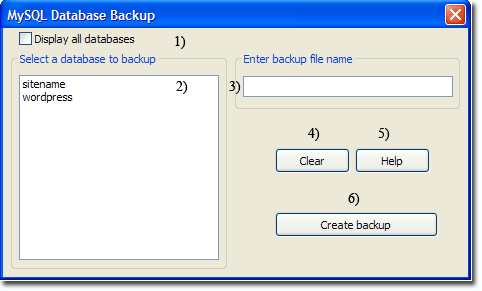 MySQL Database Backup
Display all databases 1)
Select a database to backup
sitename 2)
wordpress
Enter backup file name
3)
4) 5)
Clear Help
6)
Create backup